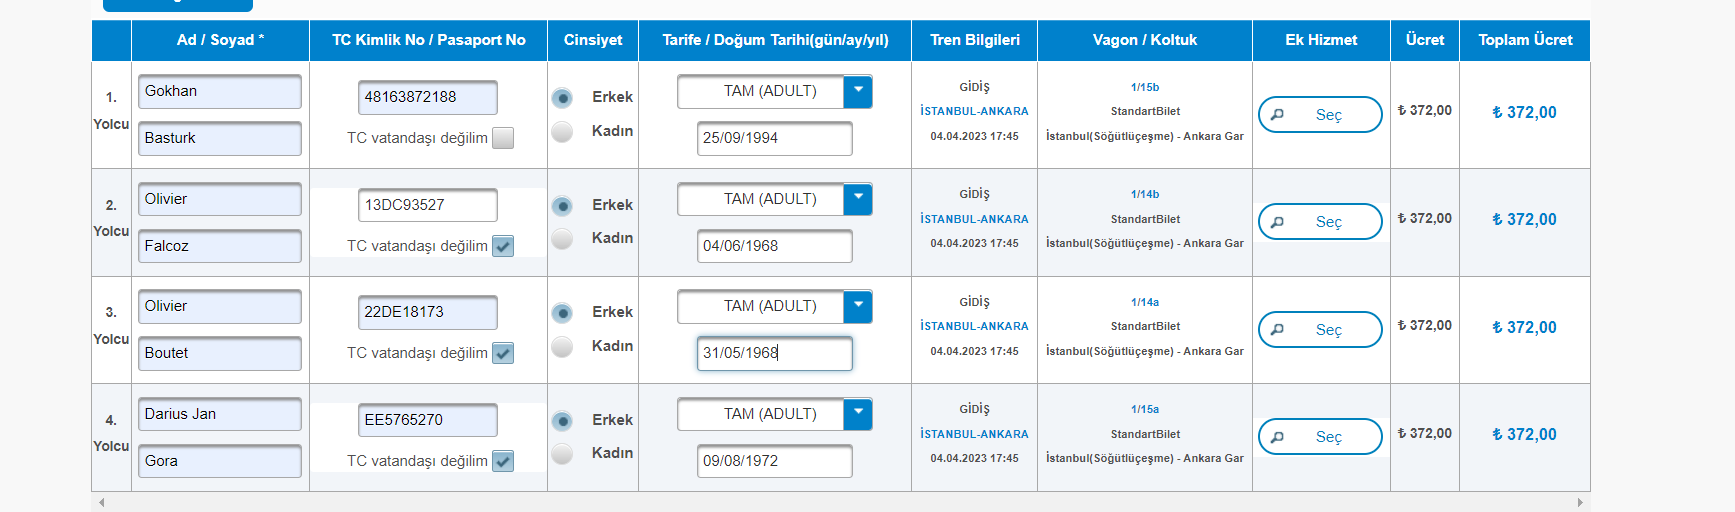 Ad / Soyad * TC Kimlik No / Pasaport No Cinsiyet Tarife / Doğum Tarihi(gün/ay/yıl) Tren Bilgileri Vagon / Koltuk Ek Hizmet Ücret Toplam Ücret
1. Yolcu
Gokhan
Basturk
48163872188
TC vatandaşı değilim
Erkek
Kadın
TAM (ADULT)
25/09/1994
GİDİŞ
İSTANBUL-ANKARA
04.04.2023 17:45
1/15b
StandartBilet
İstanbul(Söğütlüçeşme) - Ankara Gar
Seç
₺ 372,00
₺ 372,00
2. Yolcu
Olivier
Falcoz
13DC93527
TC vatandaşı değilim
Erkek
Kadın
TAM (ADULT)
04/06/1968
GİDİŞ
İSTANBUL-ANKARA
04.04.2023 17:45
1/14b
StandartBilet
İstanbul(Söğütlüçeşme) - Ankara Gar
Seç
₺ 372,00
₺ 372,00
3. Yolcu
Olivier
Boutet
22DE18173
TC vatandaşı değilim
Erkek
Kadın
TAM (ADULT)
31/05/1968
GİDİŞ
İSTANBUL-ANKARA
04.04.2023 17:45
1/14a
StandartBilet
İstanbul(Söğütlüçeşme) - Ankara Gar
Seç
₺ 372,00
₺ 372,00
4. Yolcu
Darius Jan
Gora
EE5765270
TC vatandaşı değilim
Erkek
Kadın
TAM (ADULT)
09/08/1972
GİDİŞ
İSTANBUL-ANKARA
04.04.2023 17:45
1/15a
StandartBilet
İstanbul(Söğütlüçeşme) - Ankara Gar
Seç
₺ 372,00
₺ 372,00